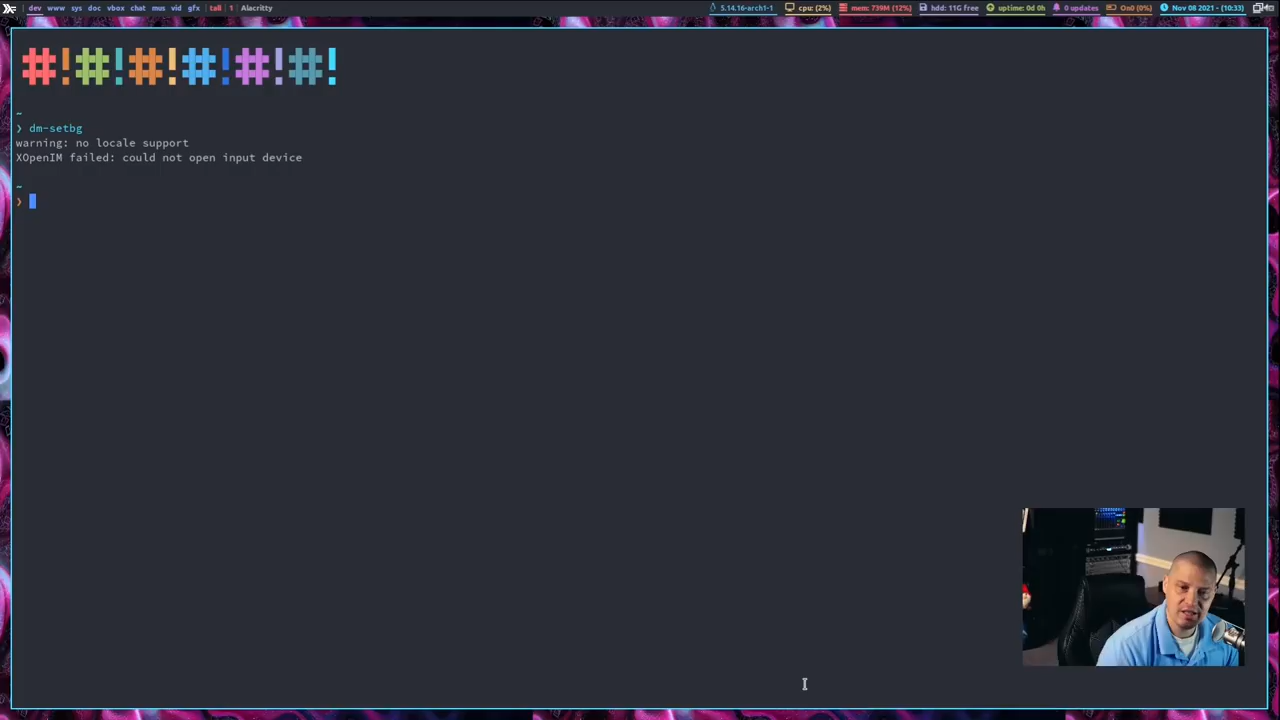 dev www sys doc vbox chat mus vid gfx | tall | 1 | Alacritty
5.14.16-arch1-1 cpu: (2%) mem: 739M (12%) hdd: 11G free uptime: 0d 0h 0 updates On0 (0%) Nov 08 2021 - (10:33)
#!#!#!#!#!#!
~
❯ dm-setbg
warning: no locale support
XOpenIM failed: could not open input device
~
❯